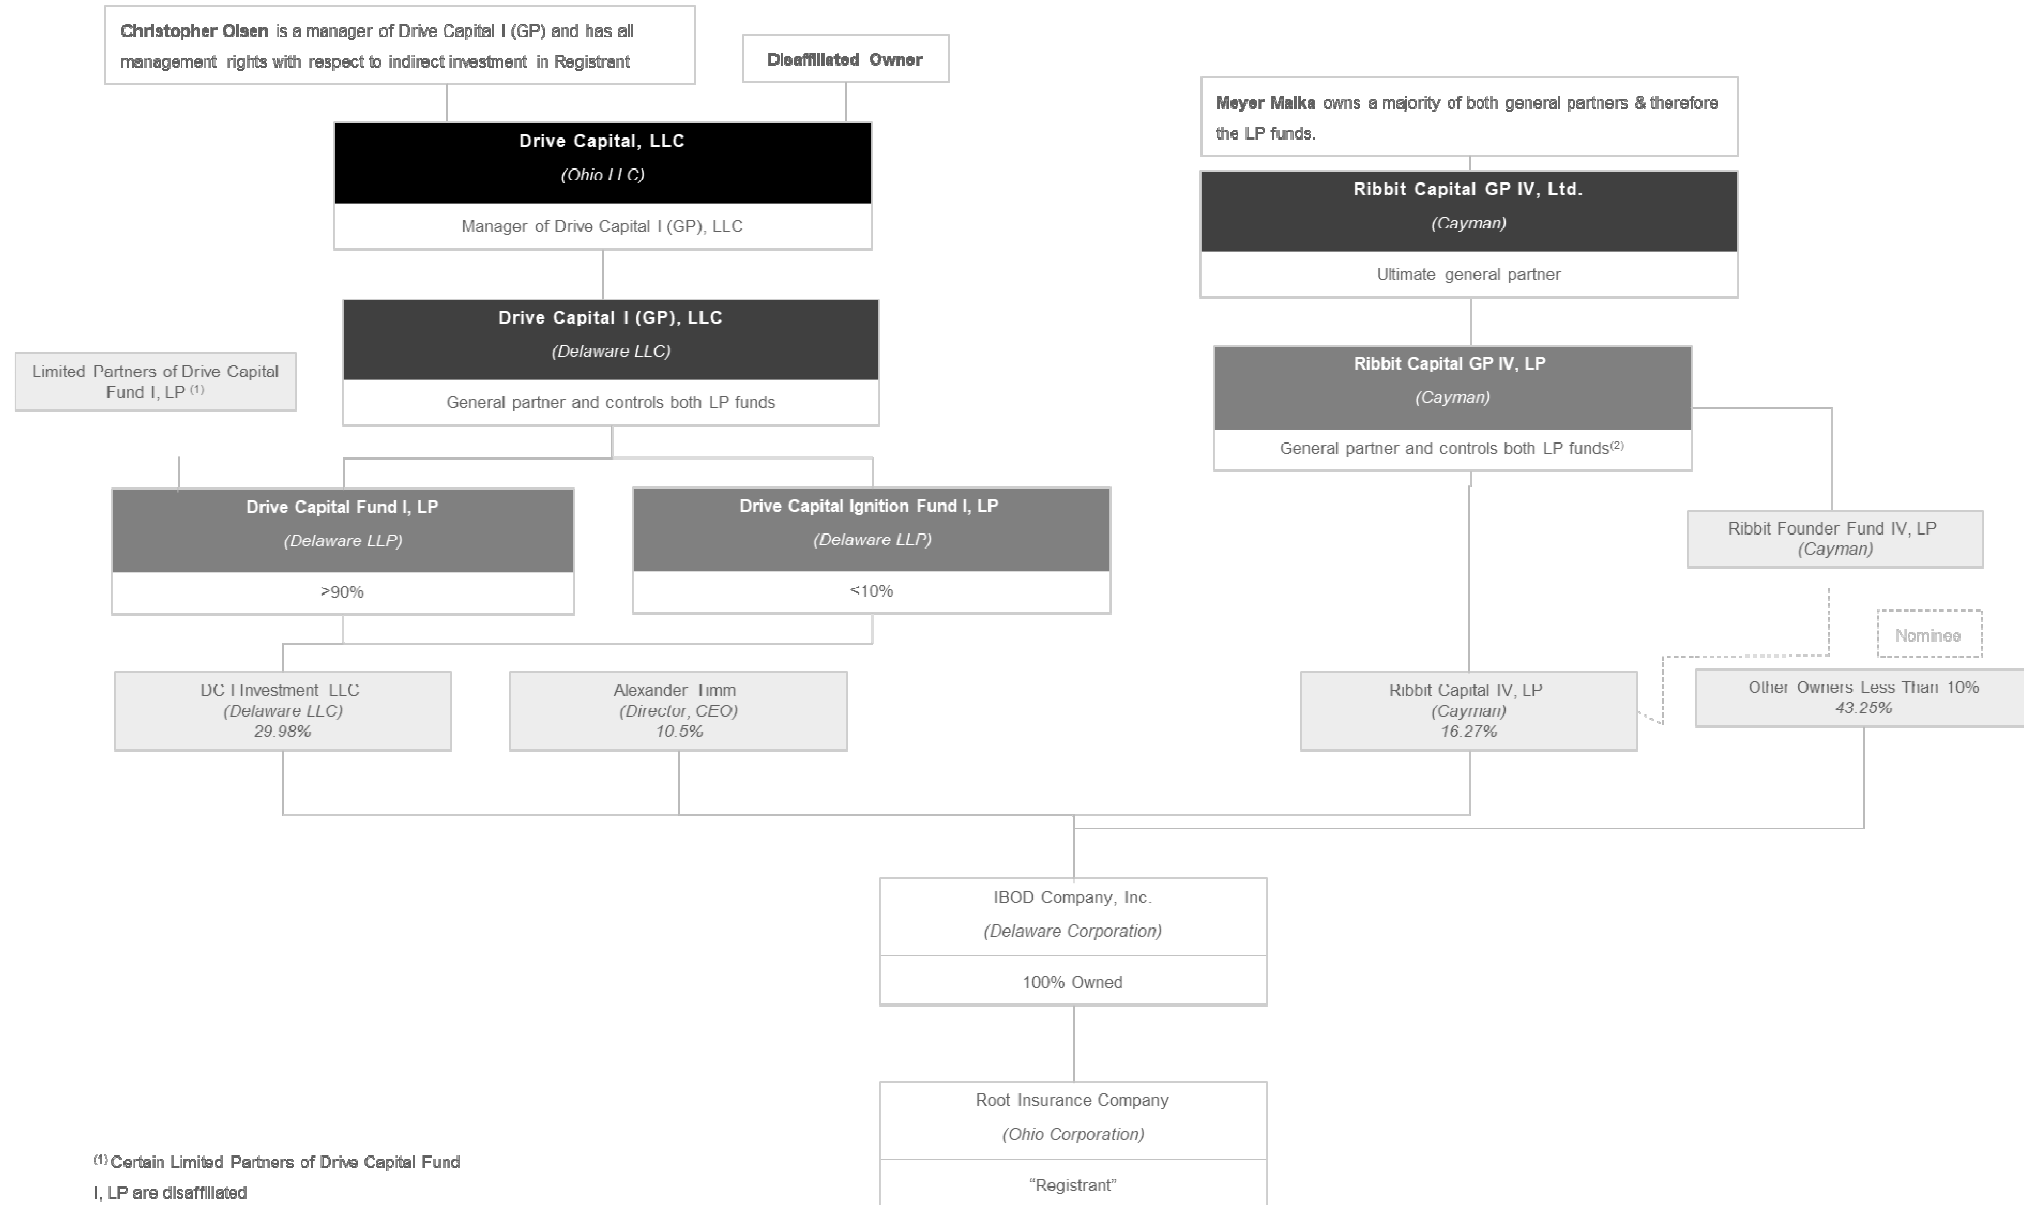 Christopher Olsen is a manager of Drive Capital I (GP) and has all
management rights with respect to indirect investment in Registrant
Disaffiliated Owner
Meyer Malka owns a majority of both general partners & therefore
the LP funds.
Drive Capital, LLC
(Ohio LLC)
Manager of Drive Capital I (GP), LLC
Ribbit Capital GP IV, Ltd.
(Cayman)
Ultimate general partner
Drive Capital I (GP), LLC
(Delaware LLC)
General partner and controls both LP funds
Limited Partners of Drive Capital
Fund I, LP (1)
Ribbit Capital GP IV, LP
(Cayman)
General partner and controls both LP funds(2)
Drive Capital Fund I, LP
(Delaware LLP)
>90%
Drive Capital Ignition Fund I, LP
(Delaware LLP)
<10%
Ribbit Founder Fund IV, LP
(Cayman)
Nominee
DC I Investment LLC
(Delaware LLC)
29.98%
Alexander Timm
(Director, CEO)
10.5%
Ribbit Capital IV, LP
(Cayman)
16.27%
Other Owners Less Than 10%
43.25%
IBOD Company, Inc.
(Delaware Corporation)
100% Owned
Root Insurance Company
(Ohio Corporation)
“Registrant”
(1) Certain Limited Partners of Drive Capital Fund
I, LP are disaffiliated